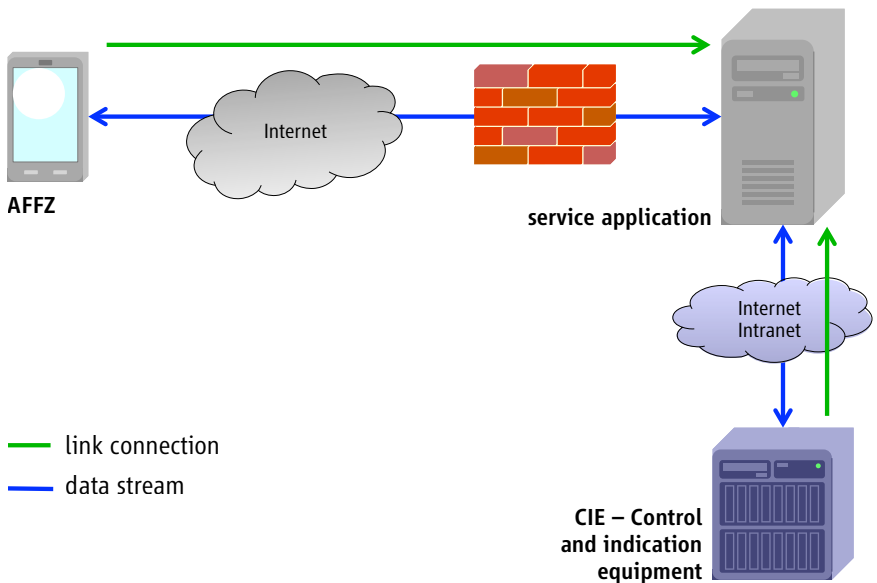 Internet
AFFZ
service application
Internet
Intranet
link connection
data stream
CIE – Control
and indication
equipment